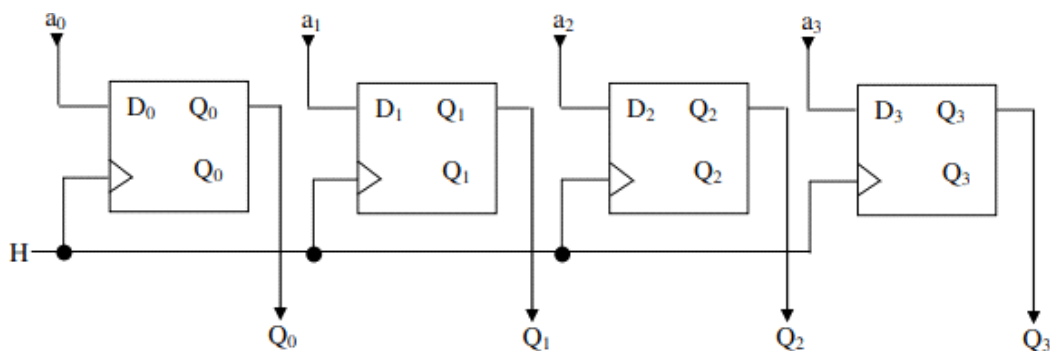 a₀ a₁ a₂ a₃
D₀ Q₀ D₁ Q₁ D₂ Q₂ D₃ Q₃
Q₀ Q₁ Q₂ Q₃
H
Q₀ Q₁ Q₂ Q₃